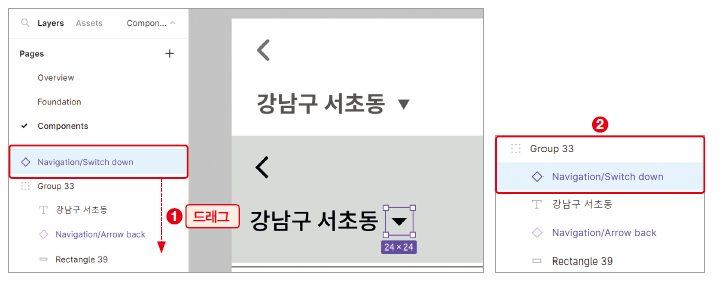 Layers Assets Compon...
Pages
Overview
Foundation
Components
Navigation/Switch down
Group 33
강남구 서초동
Navigation/Arrow back
Rectangle 39
1 드래그
강남구 서초동
강남구 서초동
24 × 24
2
Group 33
Navigation/Switch down
강남구 서초동
Navigation/Arrow back
Rectangle 39